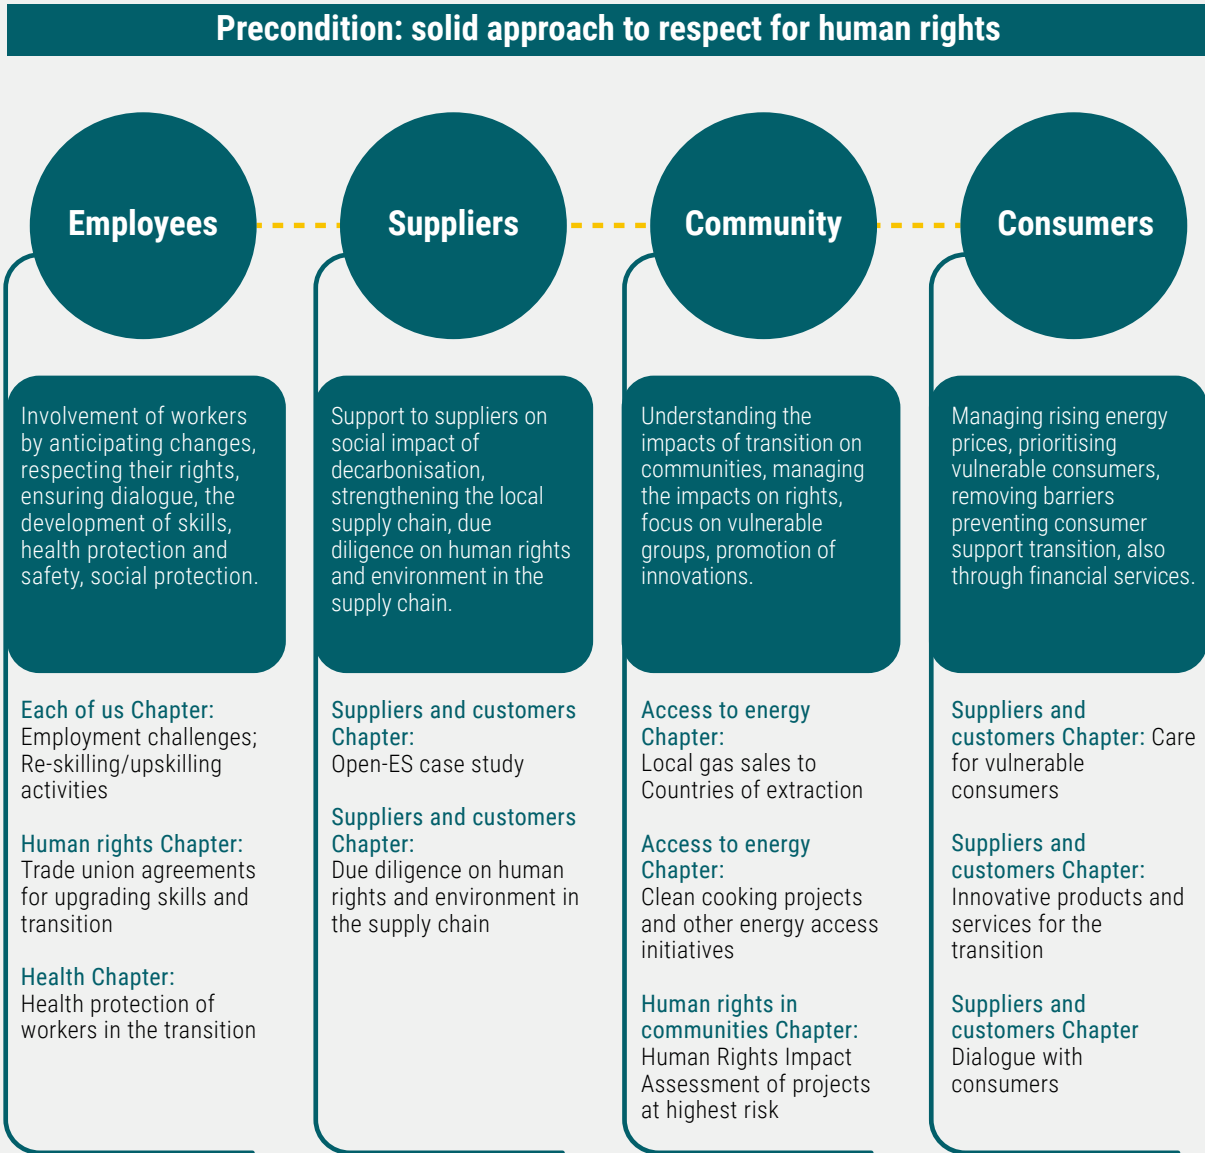 Precondition: solid approach to respect for human rights
Employees
Involvement of workers
by anticipating changes,
respecting their rights,
ensuring dialogue, the
development of skills,
health protection and
safety, social protection.
Each of us Chapter:
Employment challenges;
Re-skilling/upskilling
activities
Human rights Chapter:
Trade union agreements
for upgrading skills and
transition
Health Chapter:
Health protection of
workers in the transition
Suppliers
Support to suppliers on
social impact of
decarbonisation,
strengthening the local
supply chain, due
diligence on human rights
and environment in the
supply chain.
Suppliers and customers
Chapter:
Open-ES case study
Suppliers and customers
Chapter:
Due diligence on human
rights and environment in
the supply chain
Community
Understanding the
impacts of transition on
communities, managing
the impacts on rights,
focus on vulnerable
groups, promotion of
innovations.
Access to energy
Chapter:
Local gas sales to
Countries of extraction
Access to energy
Chapter:
Clean cooking projects
and other energy access
initiatives
Human rights in
communities Chapter:
Human Rights Impact
Assessment of projects
at highest risk
Consumers
Managing rising energy
prices, prioritising
vulnerable consumers,
removing barriers
preventing consumer
support transition, also
through financial services.
Suppliers and
customers Chapter: Care
for vulnerable
consumers
Suppliers and
customers Chapter:
Innovative products and
services for the
transition
Suppliers and
customers Chapter
Dialogue with
consumers